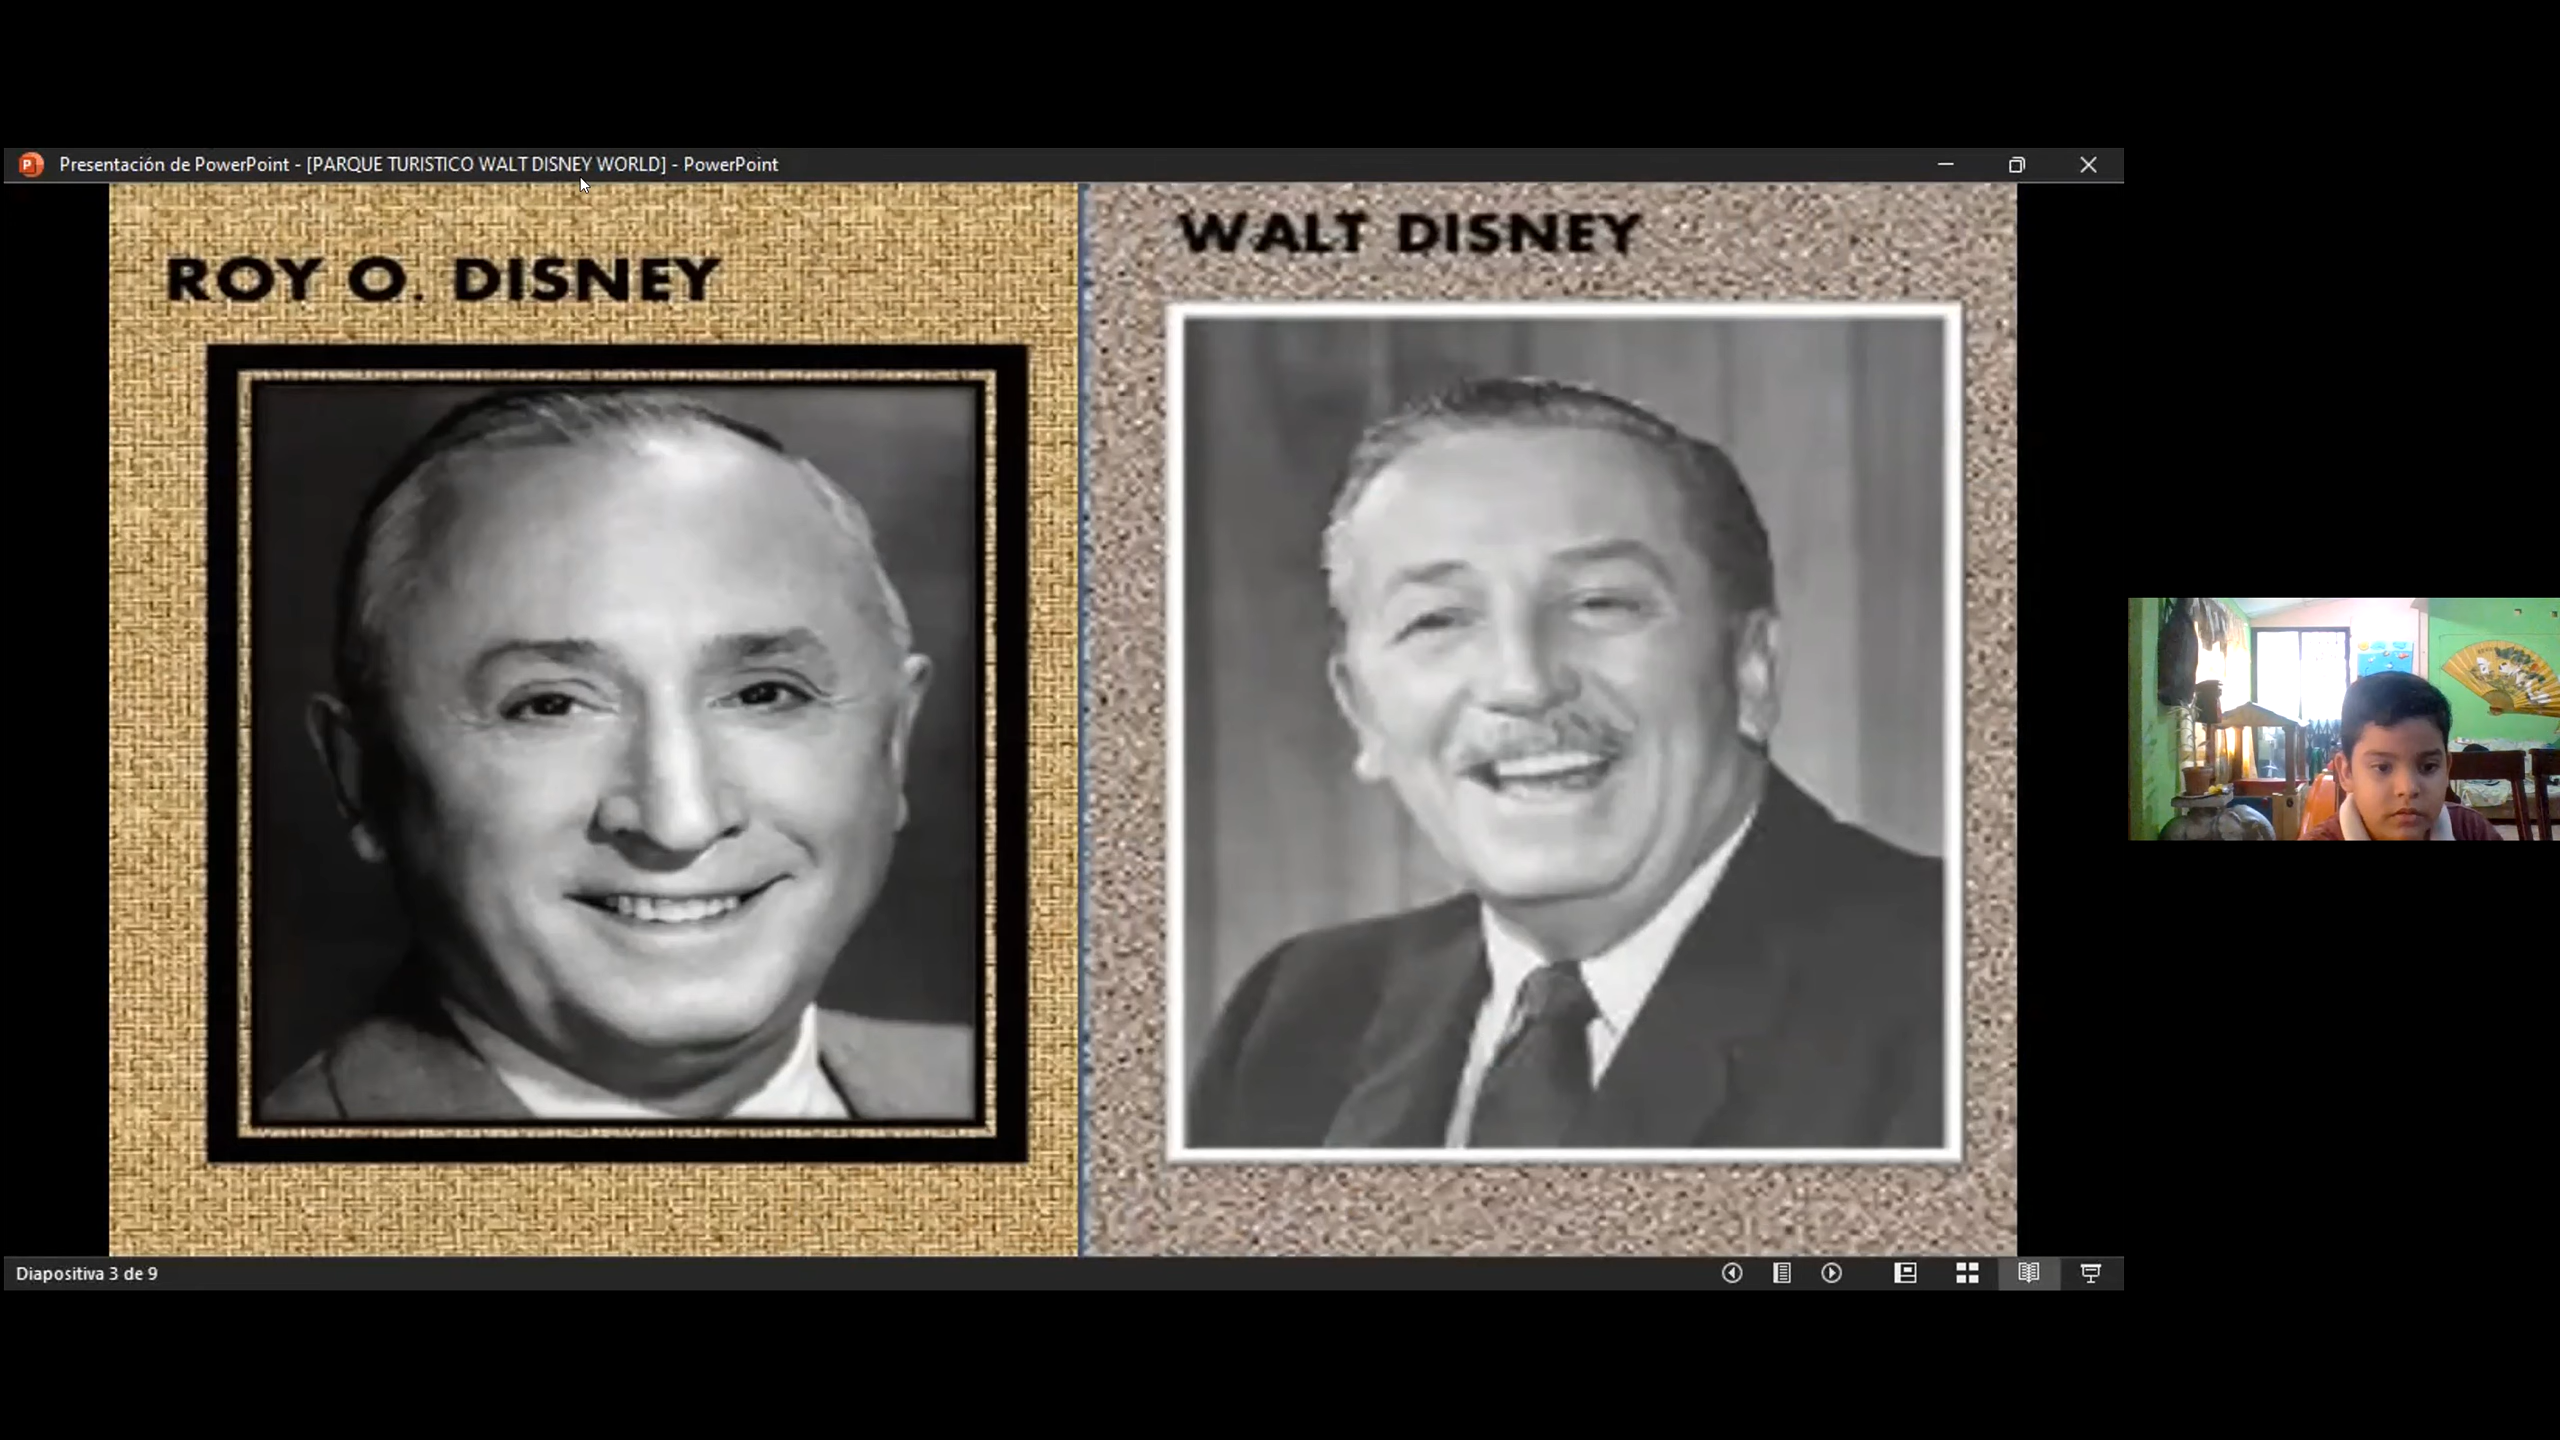 Presentación de PowerPoint - [PARQUE TURISTICO WALT DISNEY WORLD] - PowerPoint
ROY O. DISNEY
WALT DISNEY
Diapositiva 3 de 9